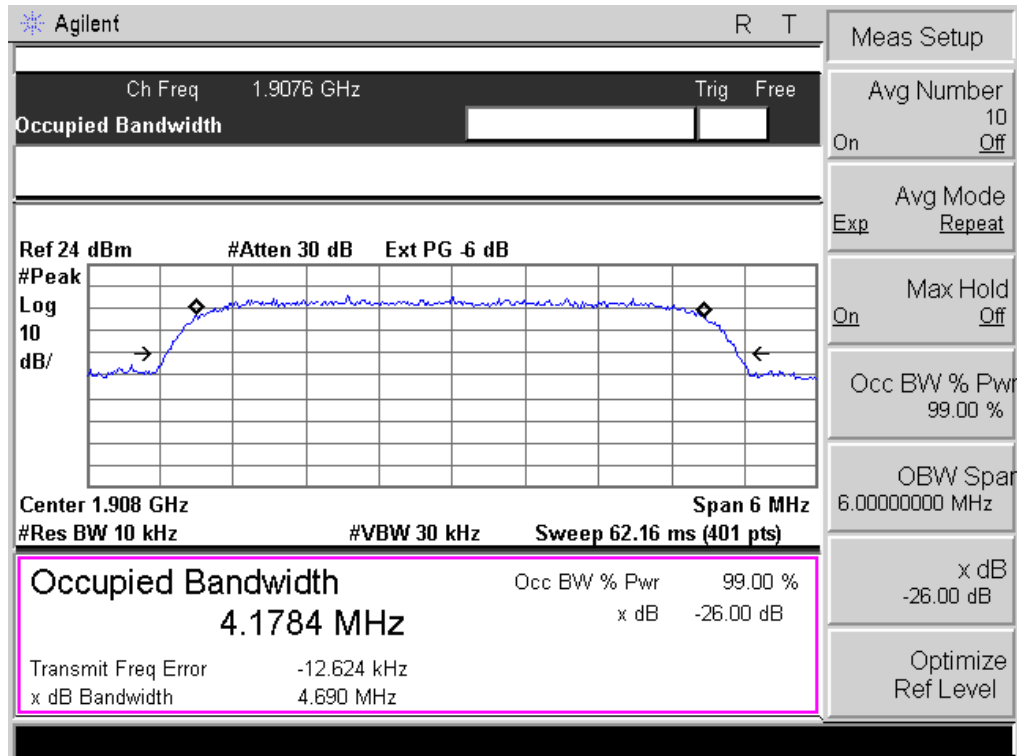 Agilent R T
Ch Freq 1.9076 GHz Trig Free
Occupied Bandwidth
Ref 24 dBm #Atten 30 dB Ext PG -6 dB
#Peak
Log
10
dB/
Center 1.908 GHz Span 6 MHz
#Res BW 10 kHz #VBW 30 kHz Sweep 62.16 ms (401 pts)
Occupied Bandwidth Occ BW % Pwr 99.00 %
4.1784 MHz x dB -26.00 dB
Transmit Freq Error -12.624 kHz
x dB Bandwidth 4.690 MHz
Meas Setup
Avg Number
10
On Off
Avg Mode
Exp Repeat
Max Hold
On Off
Occ BW % Pwr
99.00 %
OBW Span
6.00000000 MHz
x dB
-26.00 dB
Optimize
Ref Level